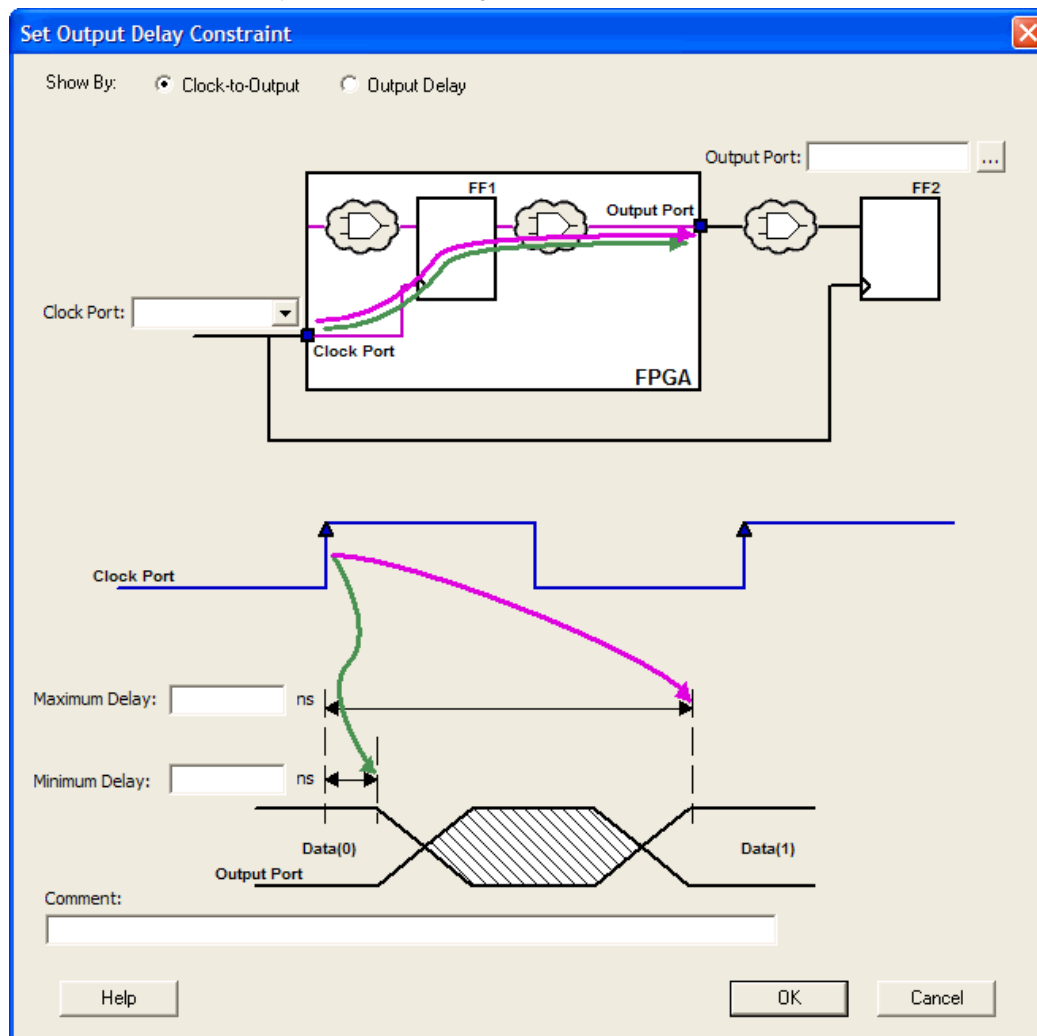 Set Output Delay Constraint
Show By: Clock-to-Output Output Delay
Output Port: ...
FF1 FF2
Output Port
Clock Port:
Clock Port
FPGA
Clock Port
Maximum Delay: ns
Minimum Delay: ns
Data(0) Data(1)
Output Port
Comment:
Help OK Cancel